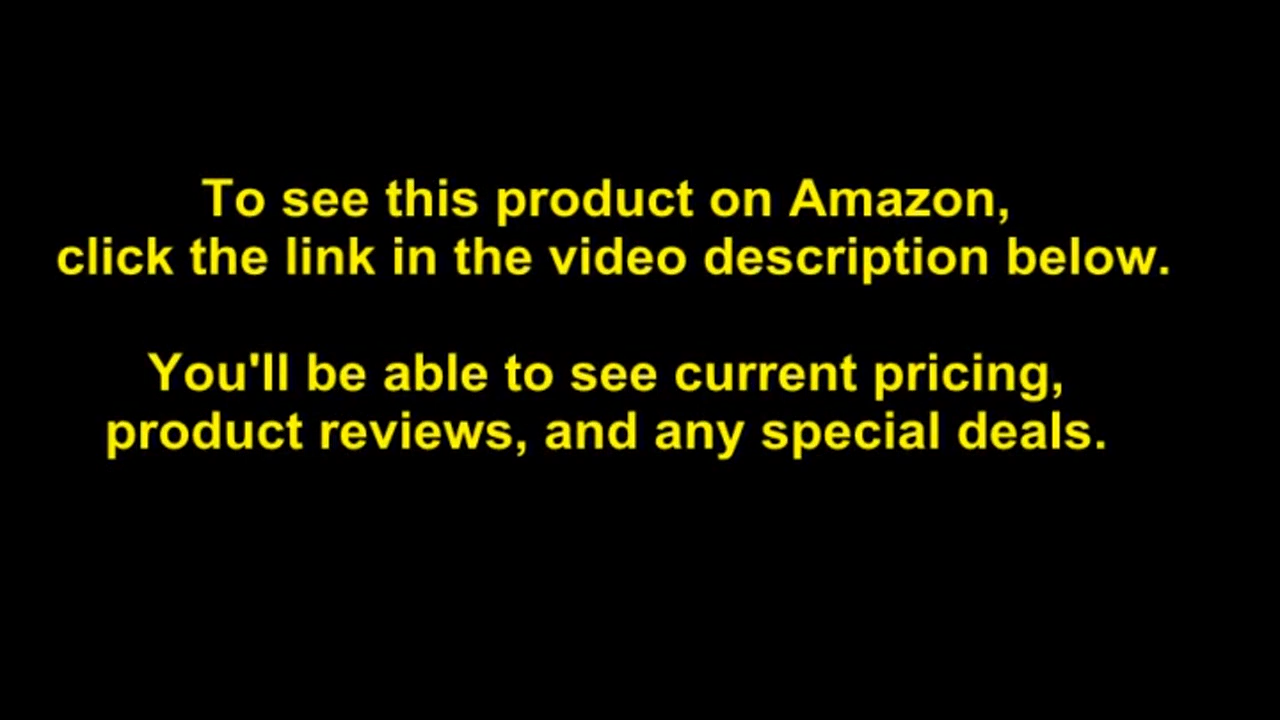 To see this product on Amazon,
click the link in the video description below.
You'll be able to see current pricing,
product reviews, and any special deals.